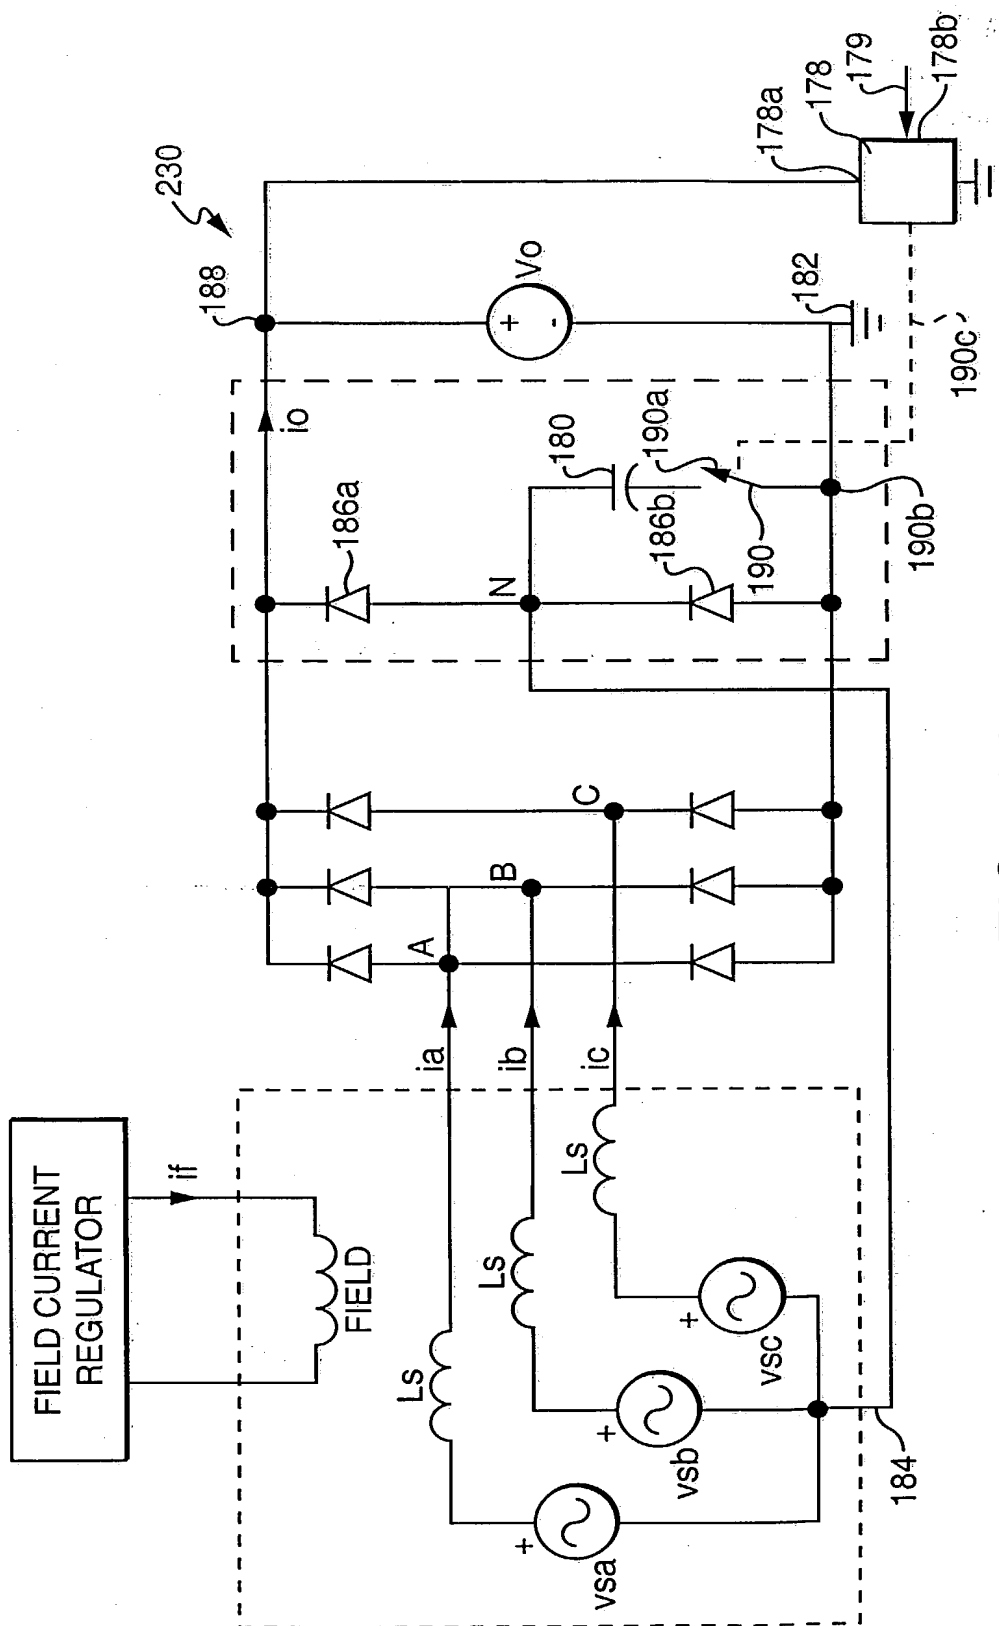 FIELD CURRENT
REGULATOR
if
FIELD
230
188
Vo
+
-
182
178a
178
179
178b
190c
io
186a
N
180
190a
186b
190
190b
A
B
C
ia
ib
ic
Ls
Ls
Ls
+
vsa
+
vsb
+
vsc
184